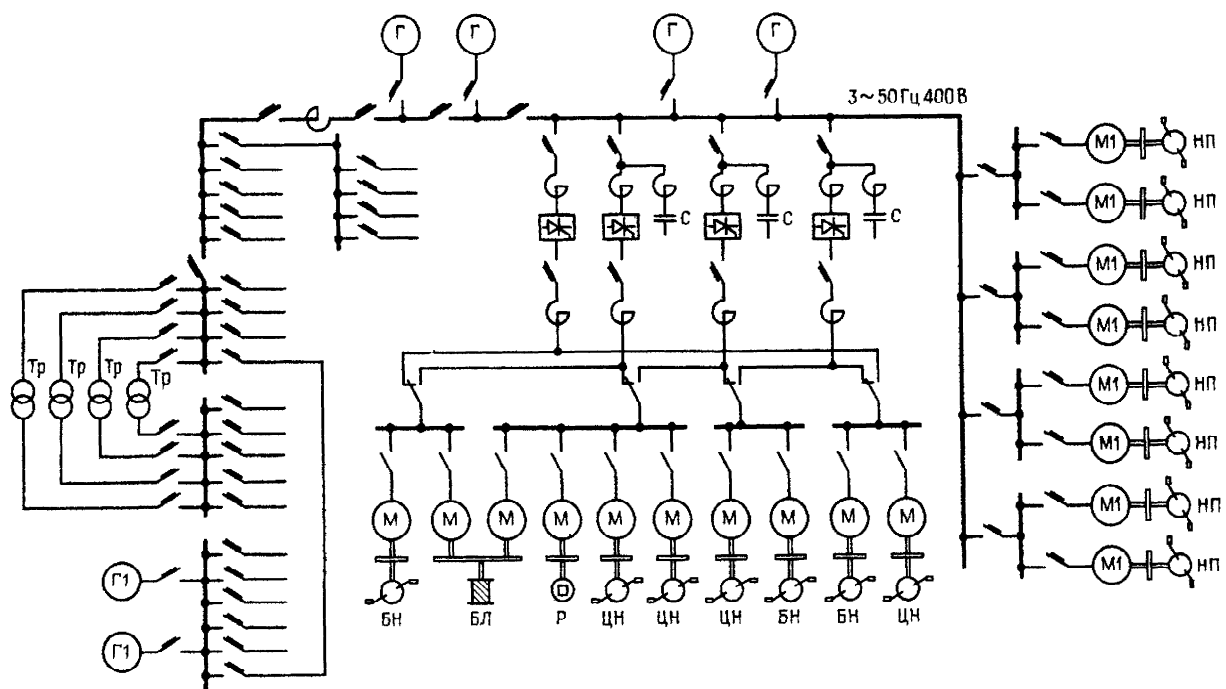 Г Г Г Г
3~50Гц 400В
М1 НП
С С С
М1 НП
М1 НП
М1 НП
Тр Тр Тр Тр
М1 НП
М1 НП
М М М М М М М М М М
М1 НП
М1 НП
Г1
БН БЛ Р ЦН ЦН ЦН БН БН ЦН
Г1